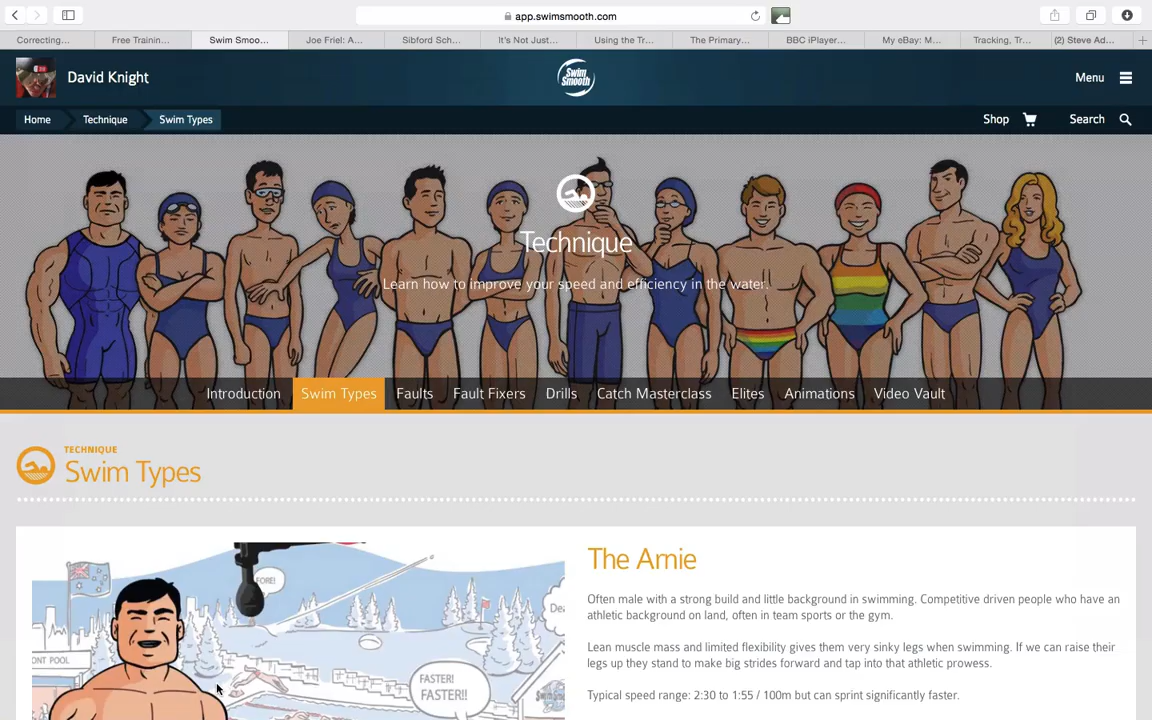 app.swimsmooth.com
Correcting...
Free Trainin...
Swim Smoo...
Joe Friel: A...
Sibford Sch...
It's Not Just...
Using the Tr...
The Primary...
BBC iPlayer...
My eBay: M...
Tracking, Tr...
(2) Steve Ad...
David Knight
Swim
Smooth
Menu
Home
Technique
Swim Types
Shop
Search
Technique
Learn how to improve your speed and efficiency in the water.
Introduction
Swim Types
Faults
Fault Fixers
Drills
Catch Masterclass
Elites
Animations
Video Vault
TECHNIQUE
Swim Types
FORE!
ONT POOL
FASTER!
FASTER!!
The Arnie
Often male with a strong build and little background in swimming. Competitive driven people who have an
athletic background on land, often in team sports or the gym.
Lean muscle mass and limited flexibility gives them very sinky legs when swimming. If we can raise their
legs up they stand to make big strides forward and tap into that athletic prowess.
Typical speed range: 2:30 to 1:55 / 100m but can sprint significantly faster.